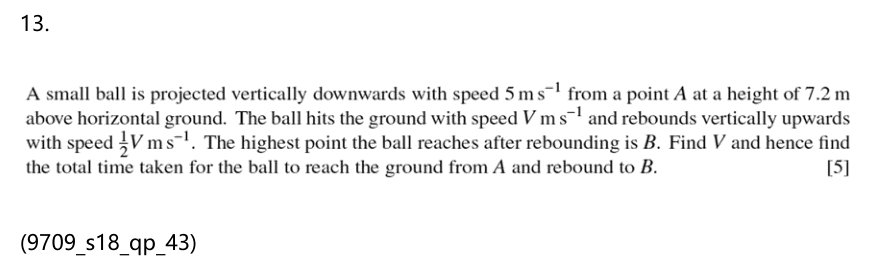 13.
A small ball is projected vertically downwards with speed 5 m s⁻¹ from a point A at a height of 7.2 m
above horizontal ground. The ball hits the ground with speed V m s⁻¹ and rebounds vertically upwards
with speed ½V m s⁻¹. The highest point the ball reaches after rebounding is B. Find V and hence find
the total time taken for the ball to reach the ground from A and rebound to B. [5]
(9709_s18_qp_43)